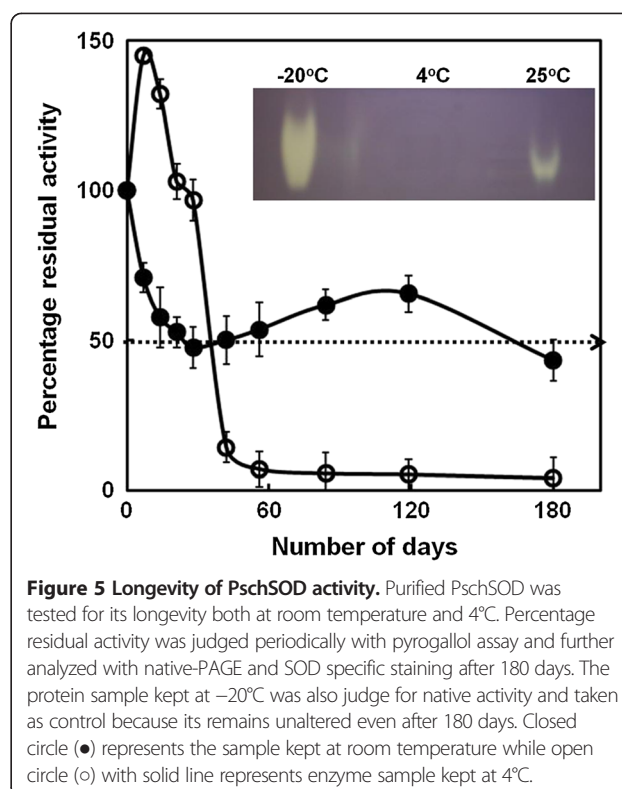 150
100
50
0
Percentage residual activity
-20°C 4°C 25°C
0 60 120 180
Number of days
Figure 5 Longevity of PschSOD activity. Purified PschSOD was
tested for its longevity both at room temperature and 4°C. Percentage
residual activity was judged periodically with pyrogallol assay and further
analyzed with native-PAGE and SOD specific staining after 180 days. The
protein sample kept at −20°C was also judge for native activity and taken
as control because its remains unaltered even after 180 days. Closed
circle (●) represents the sample kept at room temperature while open
circle (○) with solid line represents enzyme sample kept at 4°C.